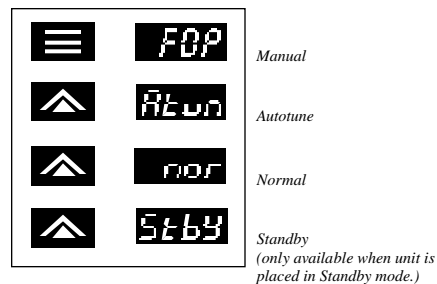 FOP
Manual
Atun
Autotune
nor
Normal
StbY
Standby
(only available when unit is
placed in Standby mode.)